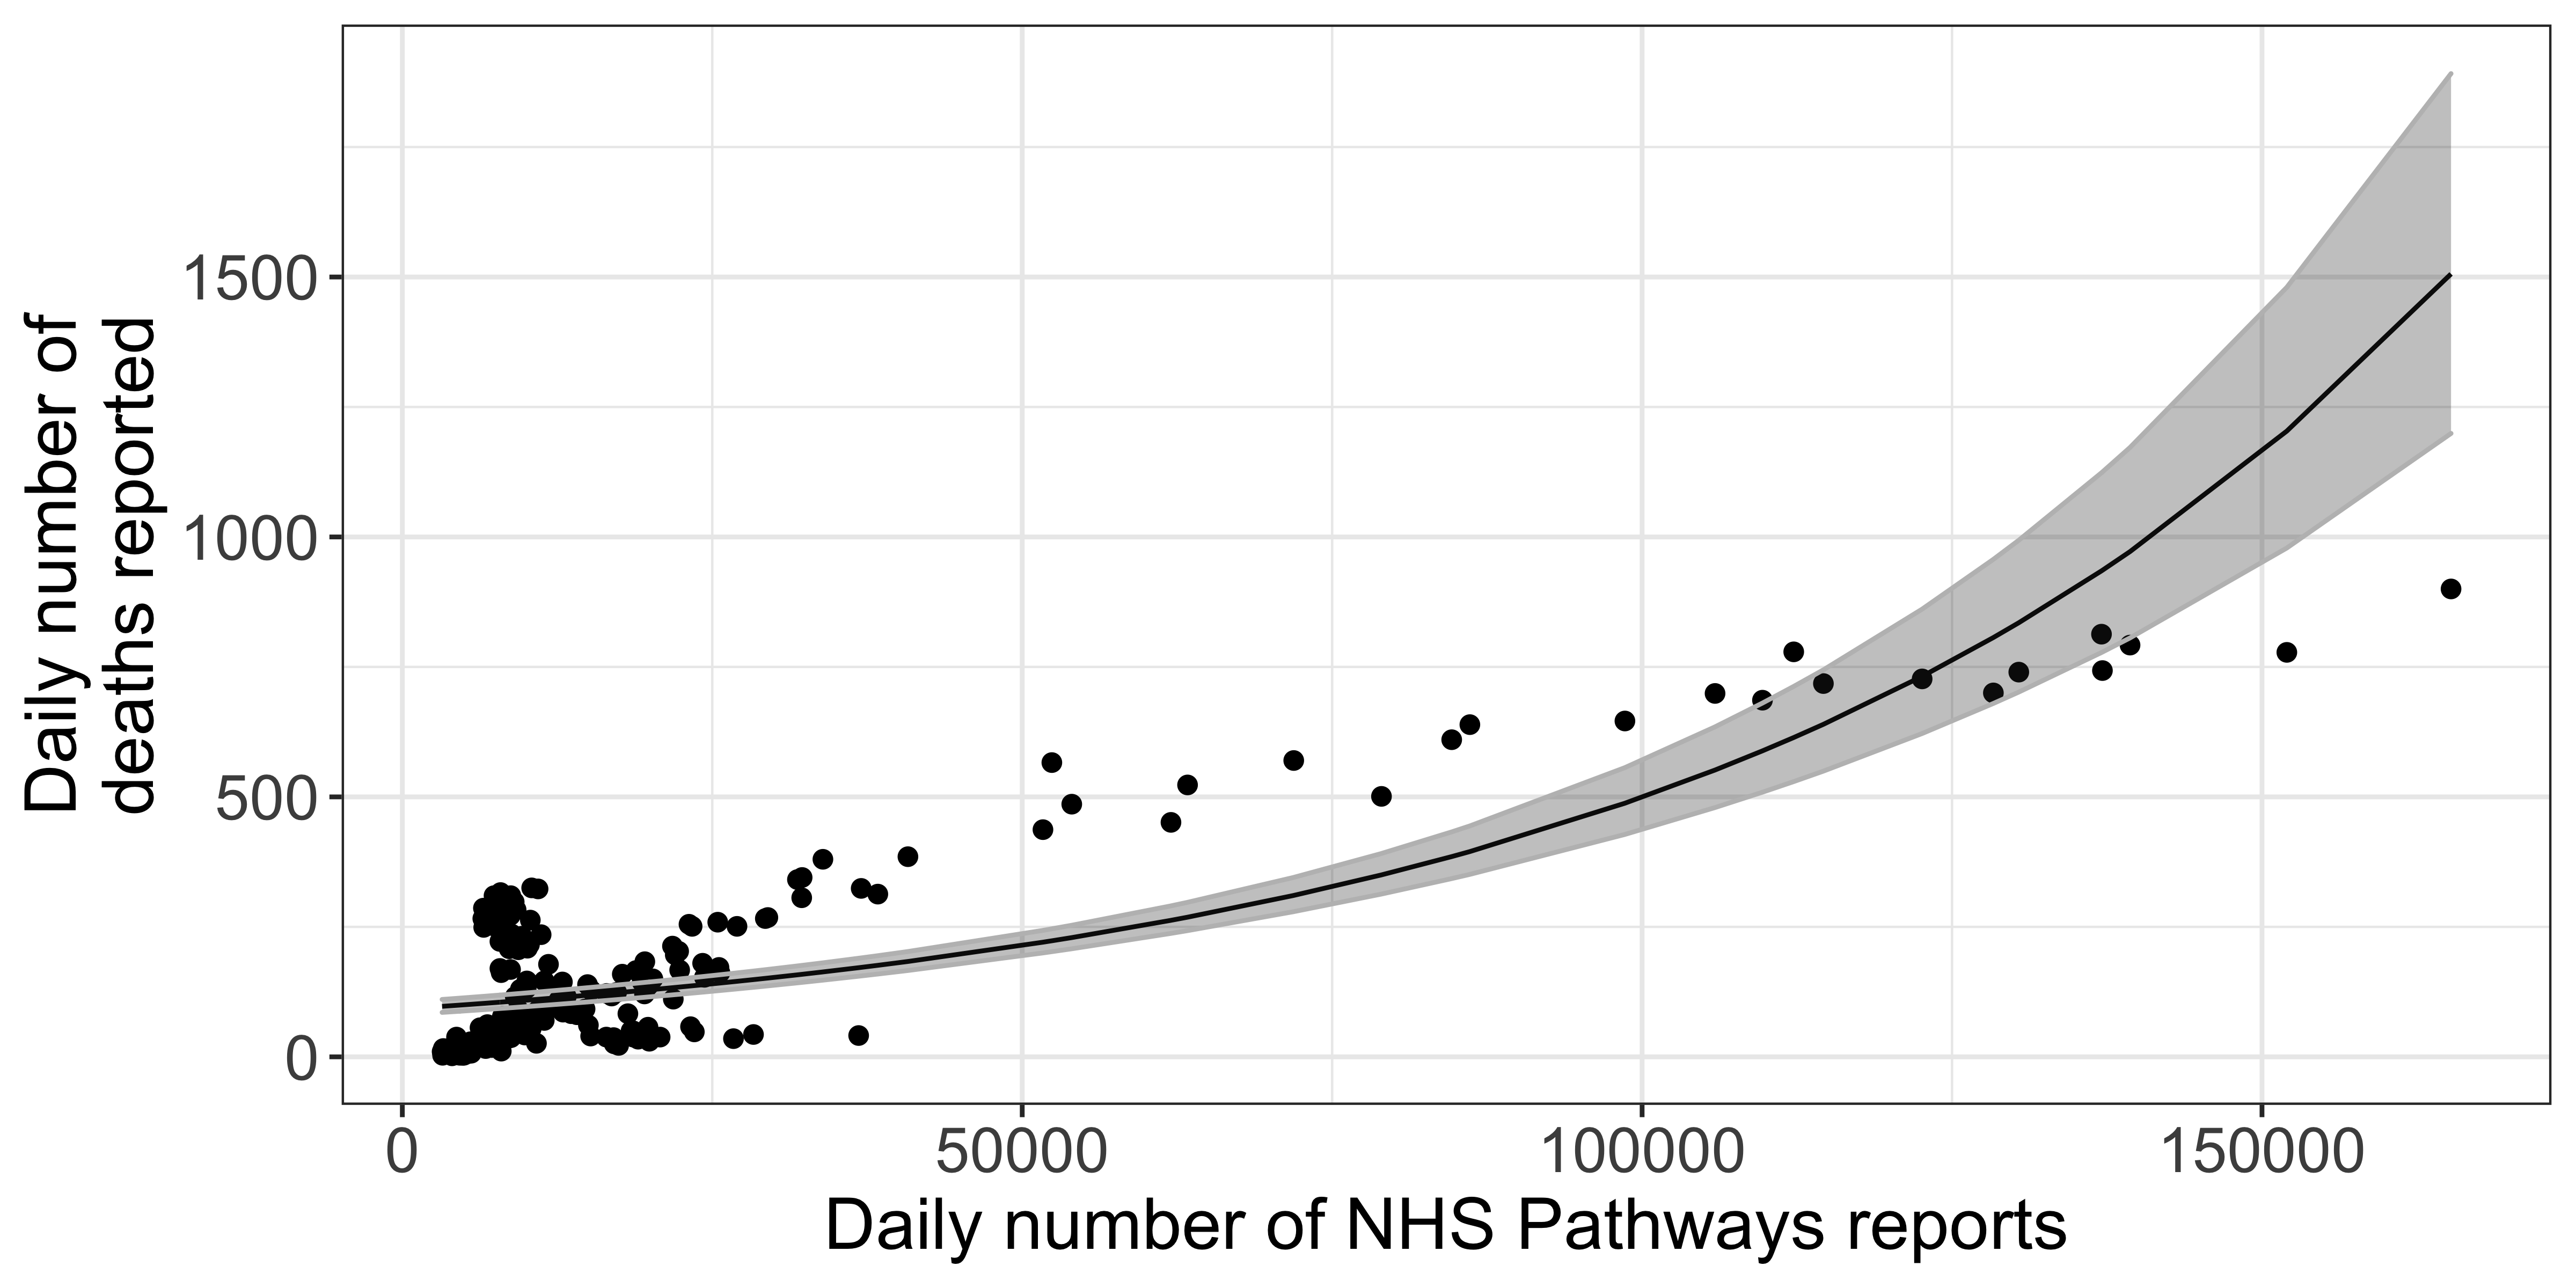 Daily number of
deaths reported
1500
1000
500
0
0
50000
100000
150000
Daily number of NHS Pathways reports